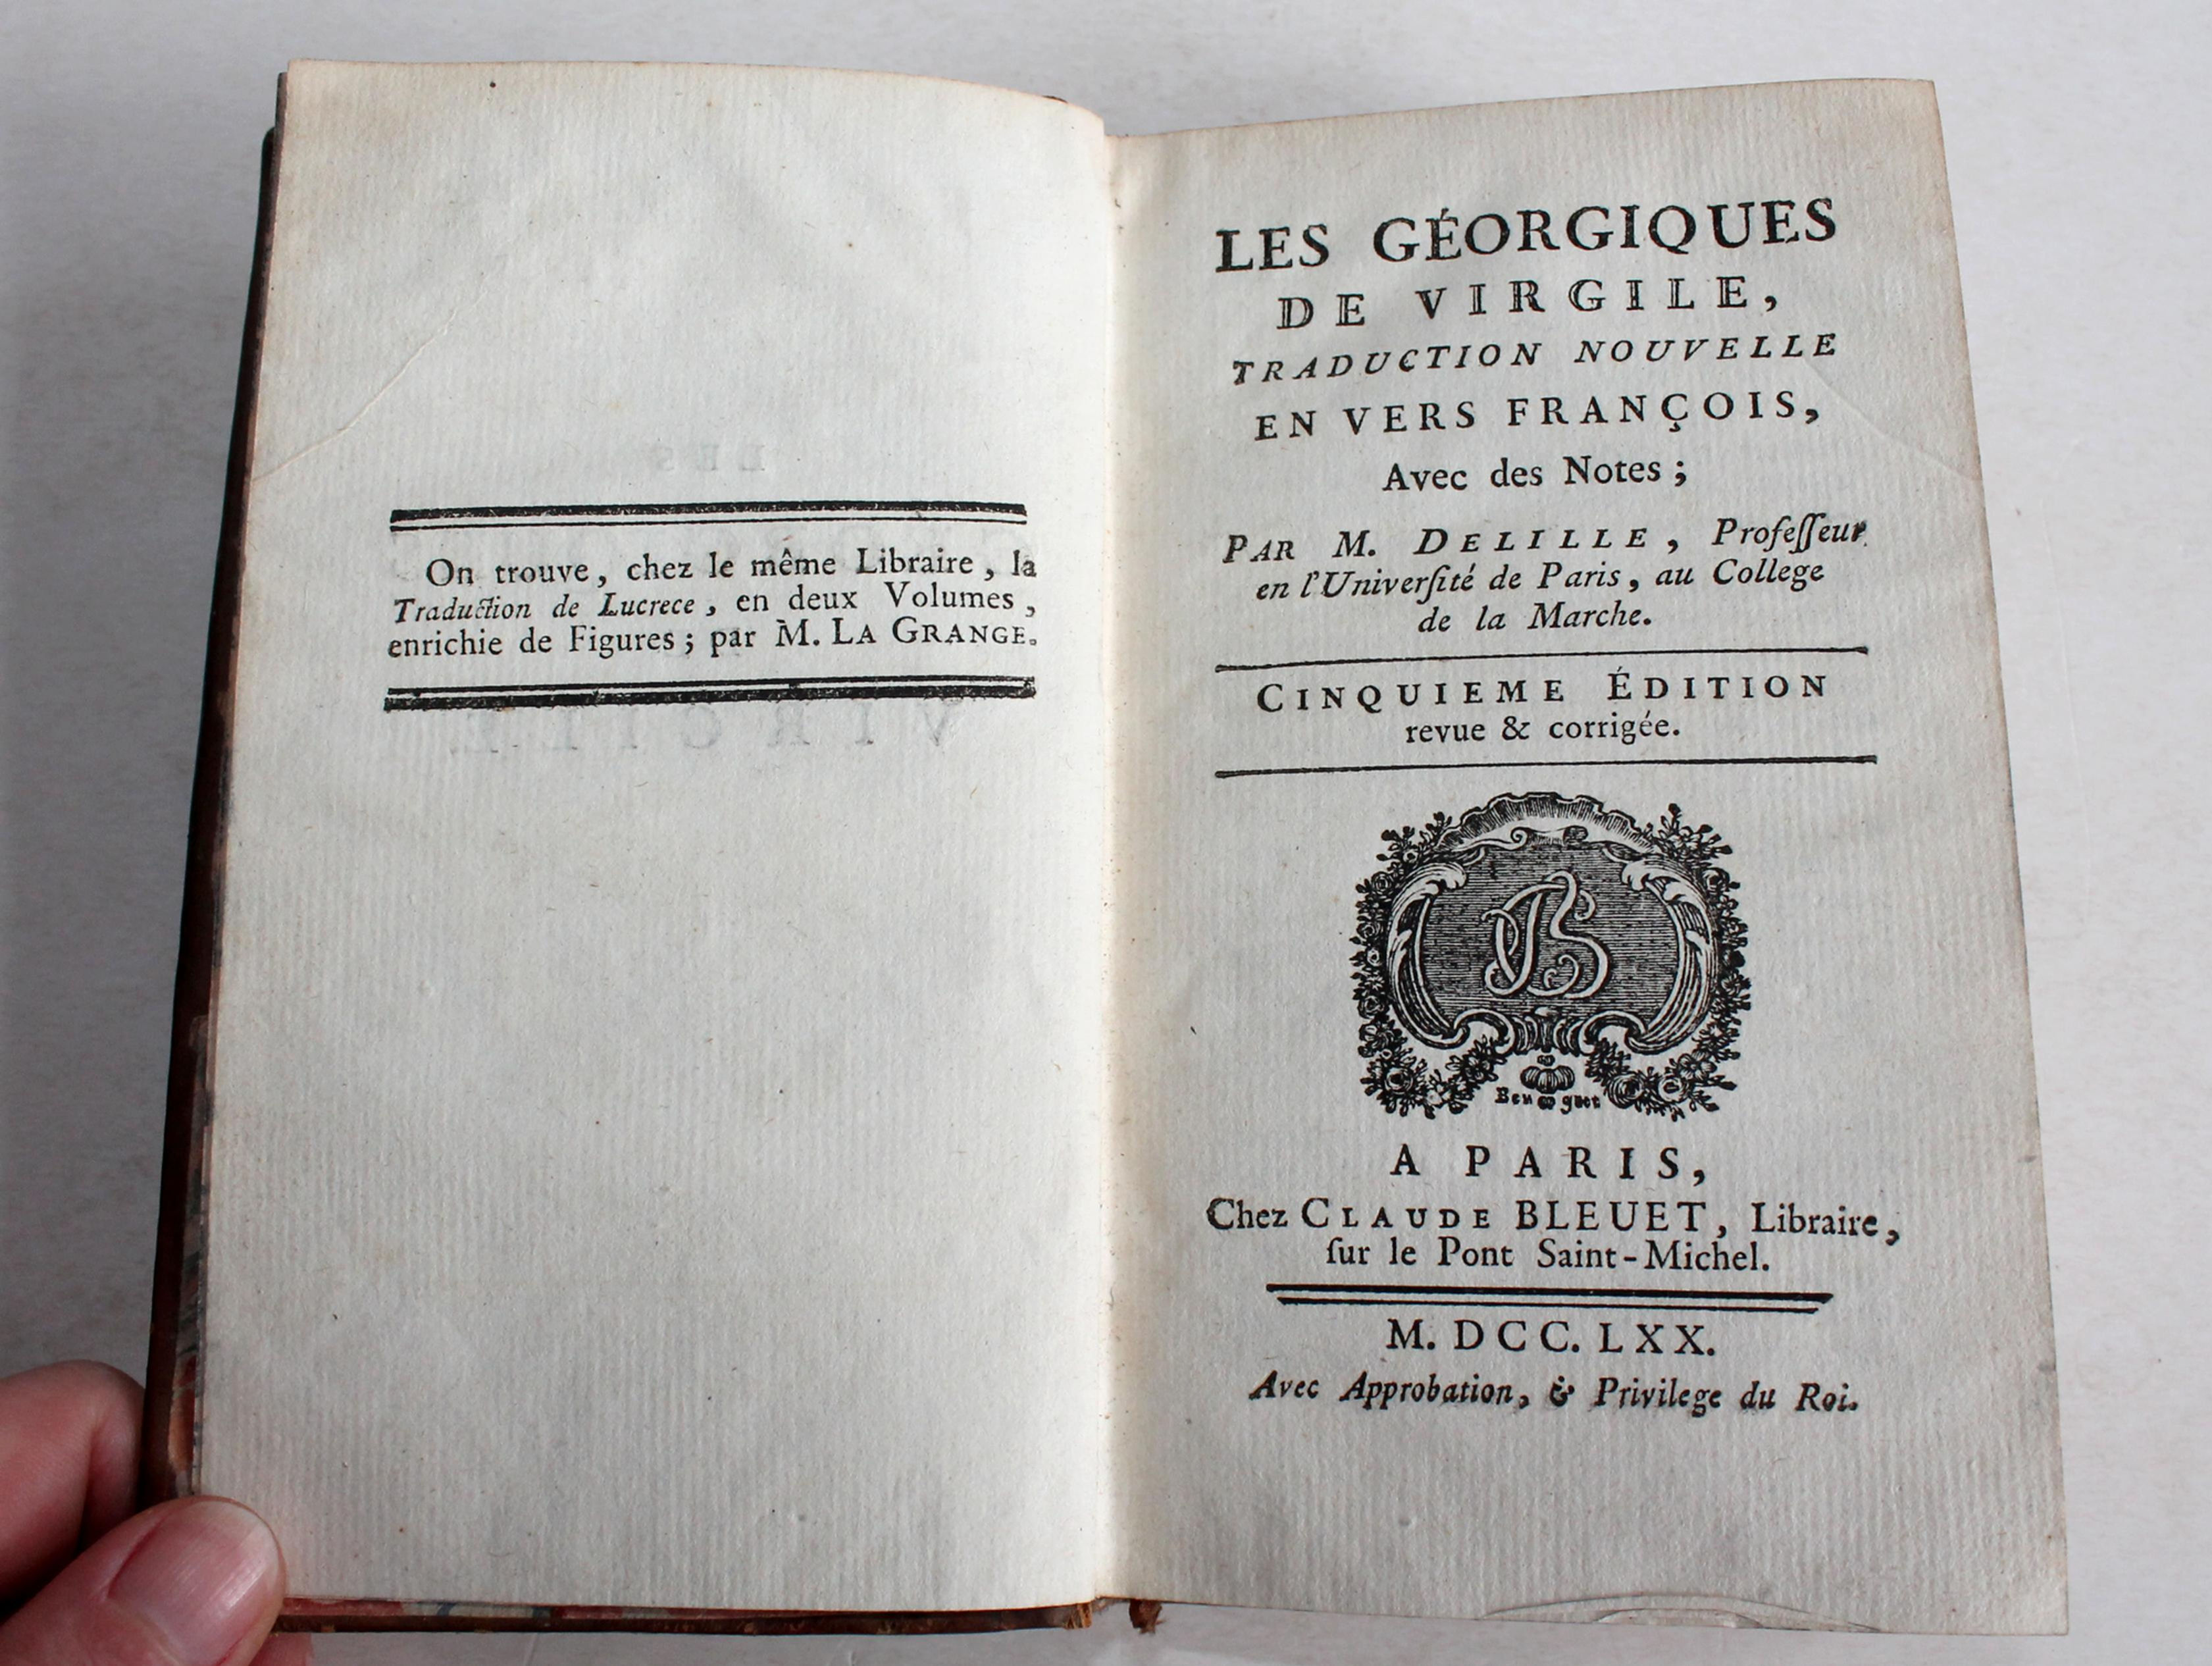 On trouve, chez le même Libraire, la
Traduction de Lucrece, en deux Volumes,
enrichie de Figures; par M. LA GRANGE.
LES GÉORGIQUES
DE VIRGILE,
TRADUCTION NOUVELLE
EN VERS FRANÇOIS,
Avec des Notes;
PAR M. DELILLE, Profeſſeur
en l'Univerſité de Paris, au College
de la Marche.
CINQUIEME ÉDITION
revue & corrigée.
A PARIS,
Chez CLAUDE BLEUET, Libraire,
ſur le Pont Saint-Michel.
M. DCC. LXX.
Avec Approbation, & Privilege du Roi.